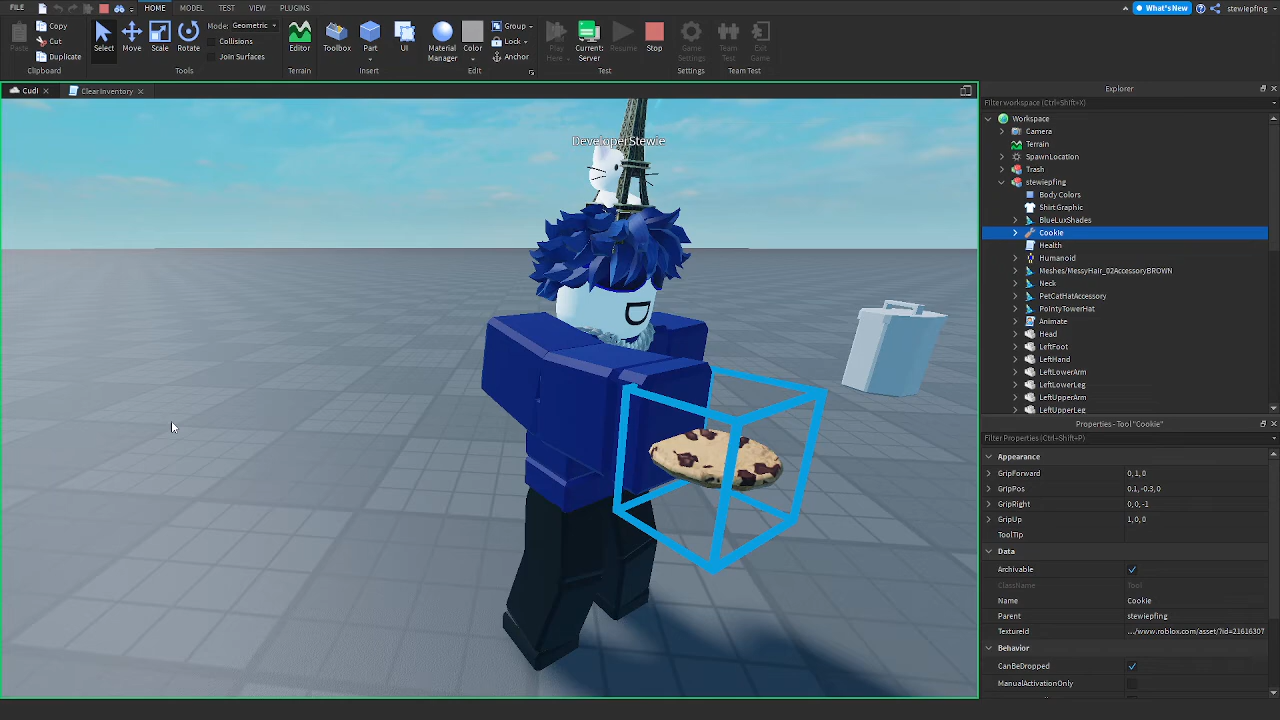 FILE HOME MODEL TEST VIEW PLUGINS What's New stewiepfing
Paste Copy Cut Duplicate Clipboard
Select Move Scale Rotate Mode: Geometric Collisions Join Surfaces Tools
Editor Terrain
Toolbox Part UI Insert
Material Manager Color Group Lock Anchor Edit
Play Here Current: Server Resume Stop Test
Game Settings Settings
Team Test Exit Game Team Test
Cudi ClearInventory
DeveloperStewie
D
Explorer
Filter workspace (Ctrl+Shift+X)
Workspace
Camera
Terrain
SpawnLocation
Trash
stewiepfing
Body Colors
Shirt Graphic
BlueLuxShades
Cookie
Health
Humanoid
Meshes/MessyHair_02AccessoryBROWN
Neck
PetCatHatAccessory
PointyTowerHat
Animate
Head
LeftFoot
LeftHand
LeftLowerArm
LeftLowerLeg
LeftUpperArm
LeftUpperLeg
Properties - Tool "Cookie"
Filter Properties (Ctrl+Shift+P)
Appearance
GripForward 0,1,0
GripPos 0.1,-0.3,0
GripRight 0,0,-1
GripUp 1,0,0
ToolTip
Data
Archivable
ClassName Tool
Name Cookie
Parent stewiepfing
TextureId .../www.roblox.com/asset/?id=21616307
Behavior
CanBeDropped
ManualActivationOnly